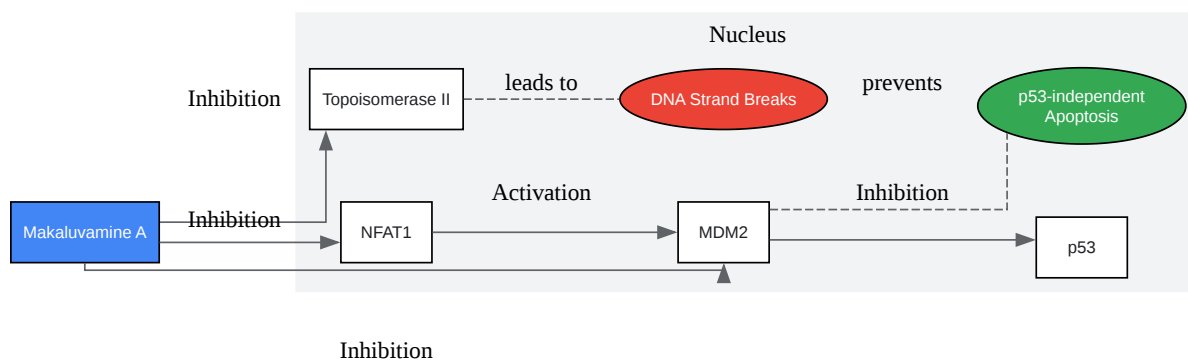 Nucleus
Inhibition
Topoisomerase II
leads to
DNA Strand Breaks
prevents
p53-independent
Apoptosis
Makaluvamine A
Inhibition
NFAT1
Activation
MDM2
Inhibition
p53
Inhibition